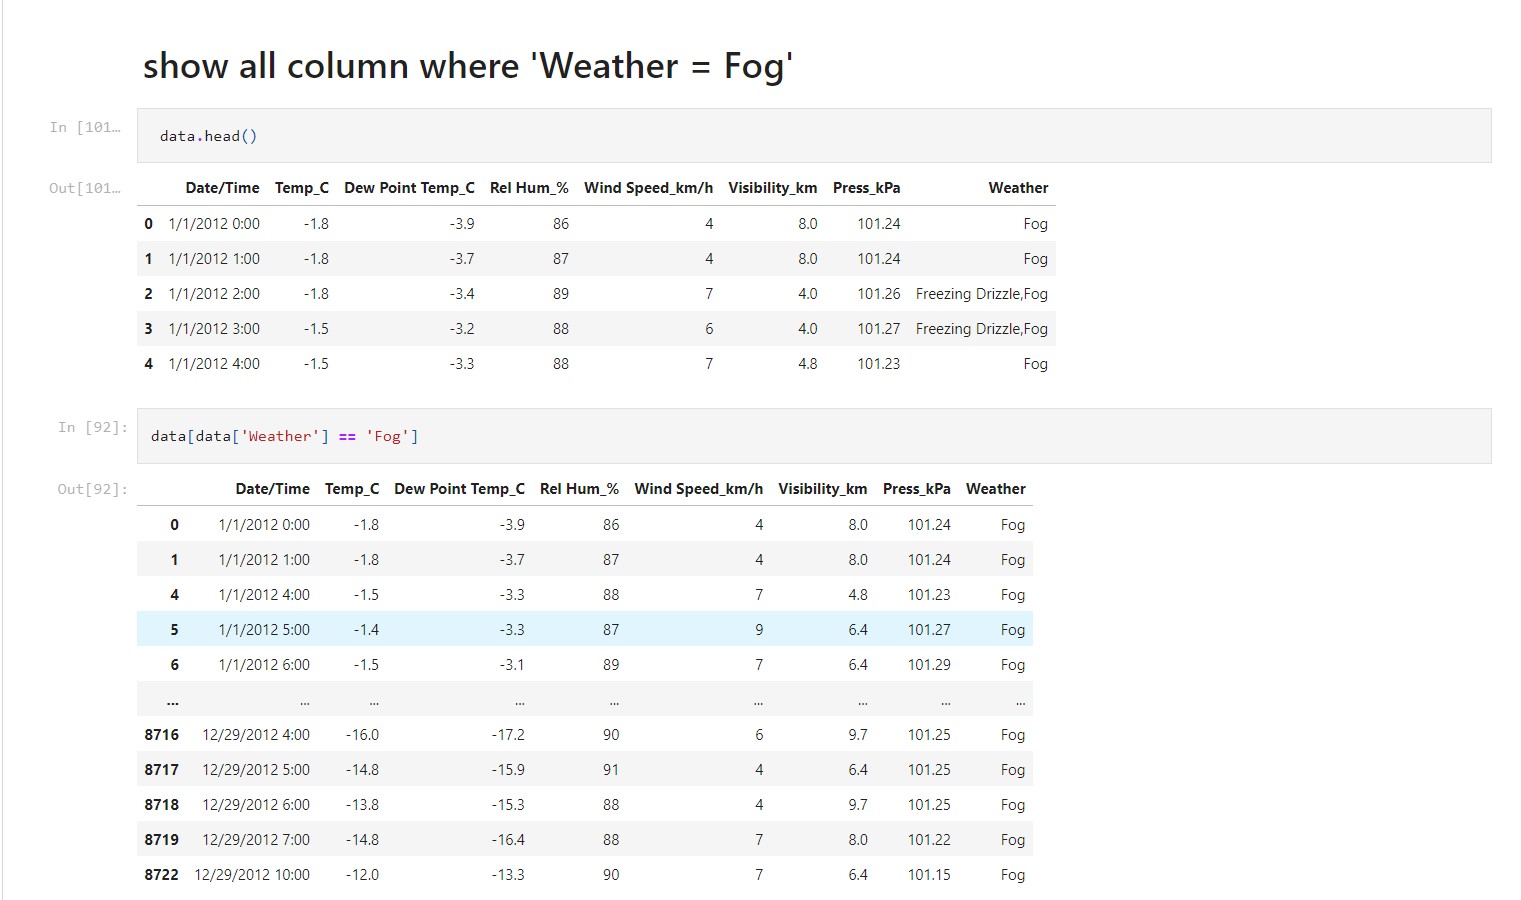 show all column where 'Weather = Fog'
In [101…
data.head()
Out[101…
Date/Time Temp_C Dew Point Temp_C Rel Hum_% Wind Speed_km/h Visibility_km Press_kPa Weather
0 1/1/2012 0:00 -1.8 -3.9 86 4 8.0 101.24 Fog
1 1/1/2012 1:00 -1.8 -3.7 87 4 8.0 101.24 Fog
2 1/1/2012 2:00 -1.8 -3.4 89 7 4.0 101.26 Freezing Drizzle,Fog
3 1/1/2012 3:00 -1.5 -3.2 88 6 4.0 101.27 Freezing Drizzle,Fog
4 1/1/2012 4:00 -1.5 -3.3 88 7 4.8 101.23 Fog
In [92]:
data[data['Weather'] == 'Fog']
Out[92]:
Date/Time Temp_C Dew Point Temp_C Rel Hum_% Wind Speed_km/h Visibility_km Press_kPa Weather
0 1/1/2012 0:00 -1.8 -3.9 86 4 8.0 101.24 Fog
1 1/1/2012 1:00 -1.8 -3.7 87 4 8.0 101.24 Fog
4 1/1/2012 4:00 -1.5 -3.3 88 7 4.8 101.23 Fog
5 1/1/2012 5:00 -1.4 -3.3 87 9 6.4 101.27 Fog
6 1/1/2012 6:00 -1.5 -3.1 89 7 6.4 101.29 Fog
... ... ... ... ... ... ... ... ...
8716 12/29/2012 4:00 -16.0 -17.2 90 6 9.7 101.25 Fog
8717 12/29/2012 5:00 -14.8 -15.9 91 4 6.4 101.25 Fog
8718 12/29/2012 6:00 -13.8 -15.3 88 4 9.7 101.25 Fog
8719 12/29/2012 7:00 -14.8 -16.4 88 7 8.0 101.22 Fog
8722 12/29/2012 10:00 -12.0 -13.3 90 7 6.4 101.15 Fog